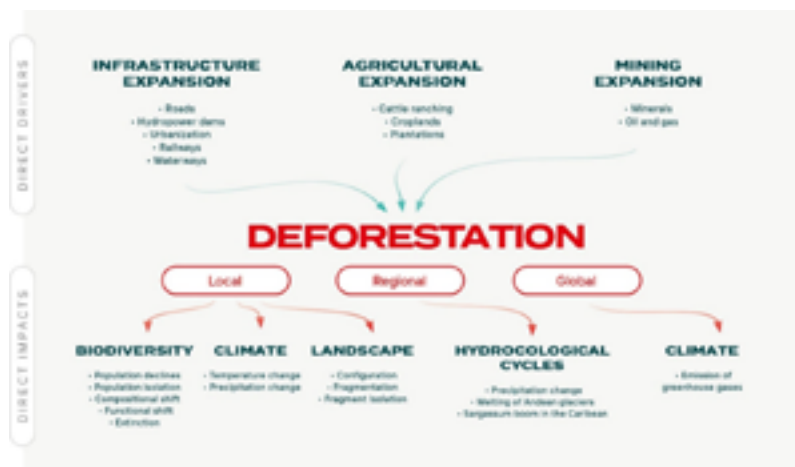 DIRECT DRIVERS
INFRASTRUCTURE
EXPANSION
- Roads
- Hydropower dams
- Urbanization
- Railways
- Waterways
AGRICULTURAL
EXPANSION
- Cattle ranching
- Croplands
- Plantations
MINING
EXPANSION
- Minerals
- Oil and gas
DEFORESTATION
Local
Regional
Global
DIRECT IMPACTS
BIODIVERSITY
- Population declines
- Population isolation
- Compositional shift
- Functional shift
- Extinction
CLIMATE
- Temperature change
- Precipitation change
LANDSCAPE
- Configuration
- Fragmentation
- Fragment isolation
HYDROCOLOGICAL
CYCLES
- Precipitation change
- Melting of Andean glaciers
- Sargassum boom in the Caribbean
CLIMATE
- Emission of
greenhouse gases